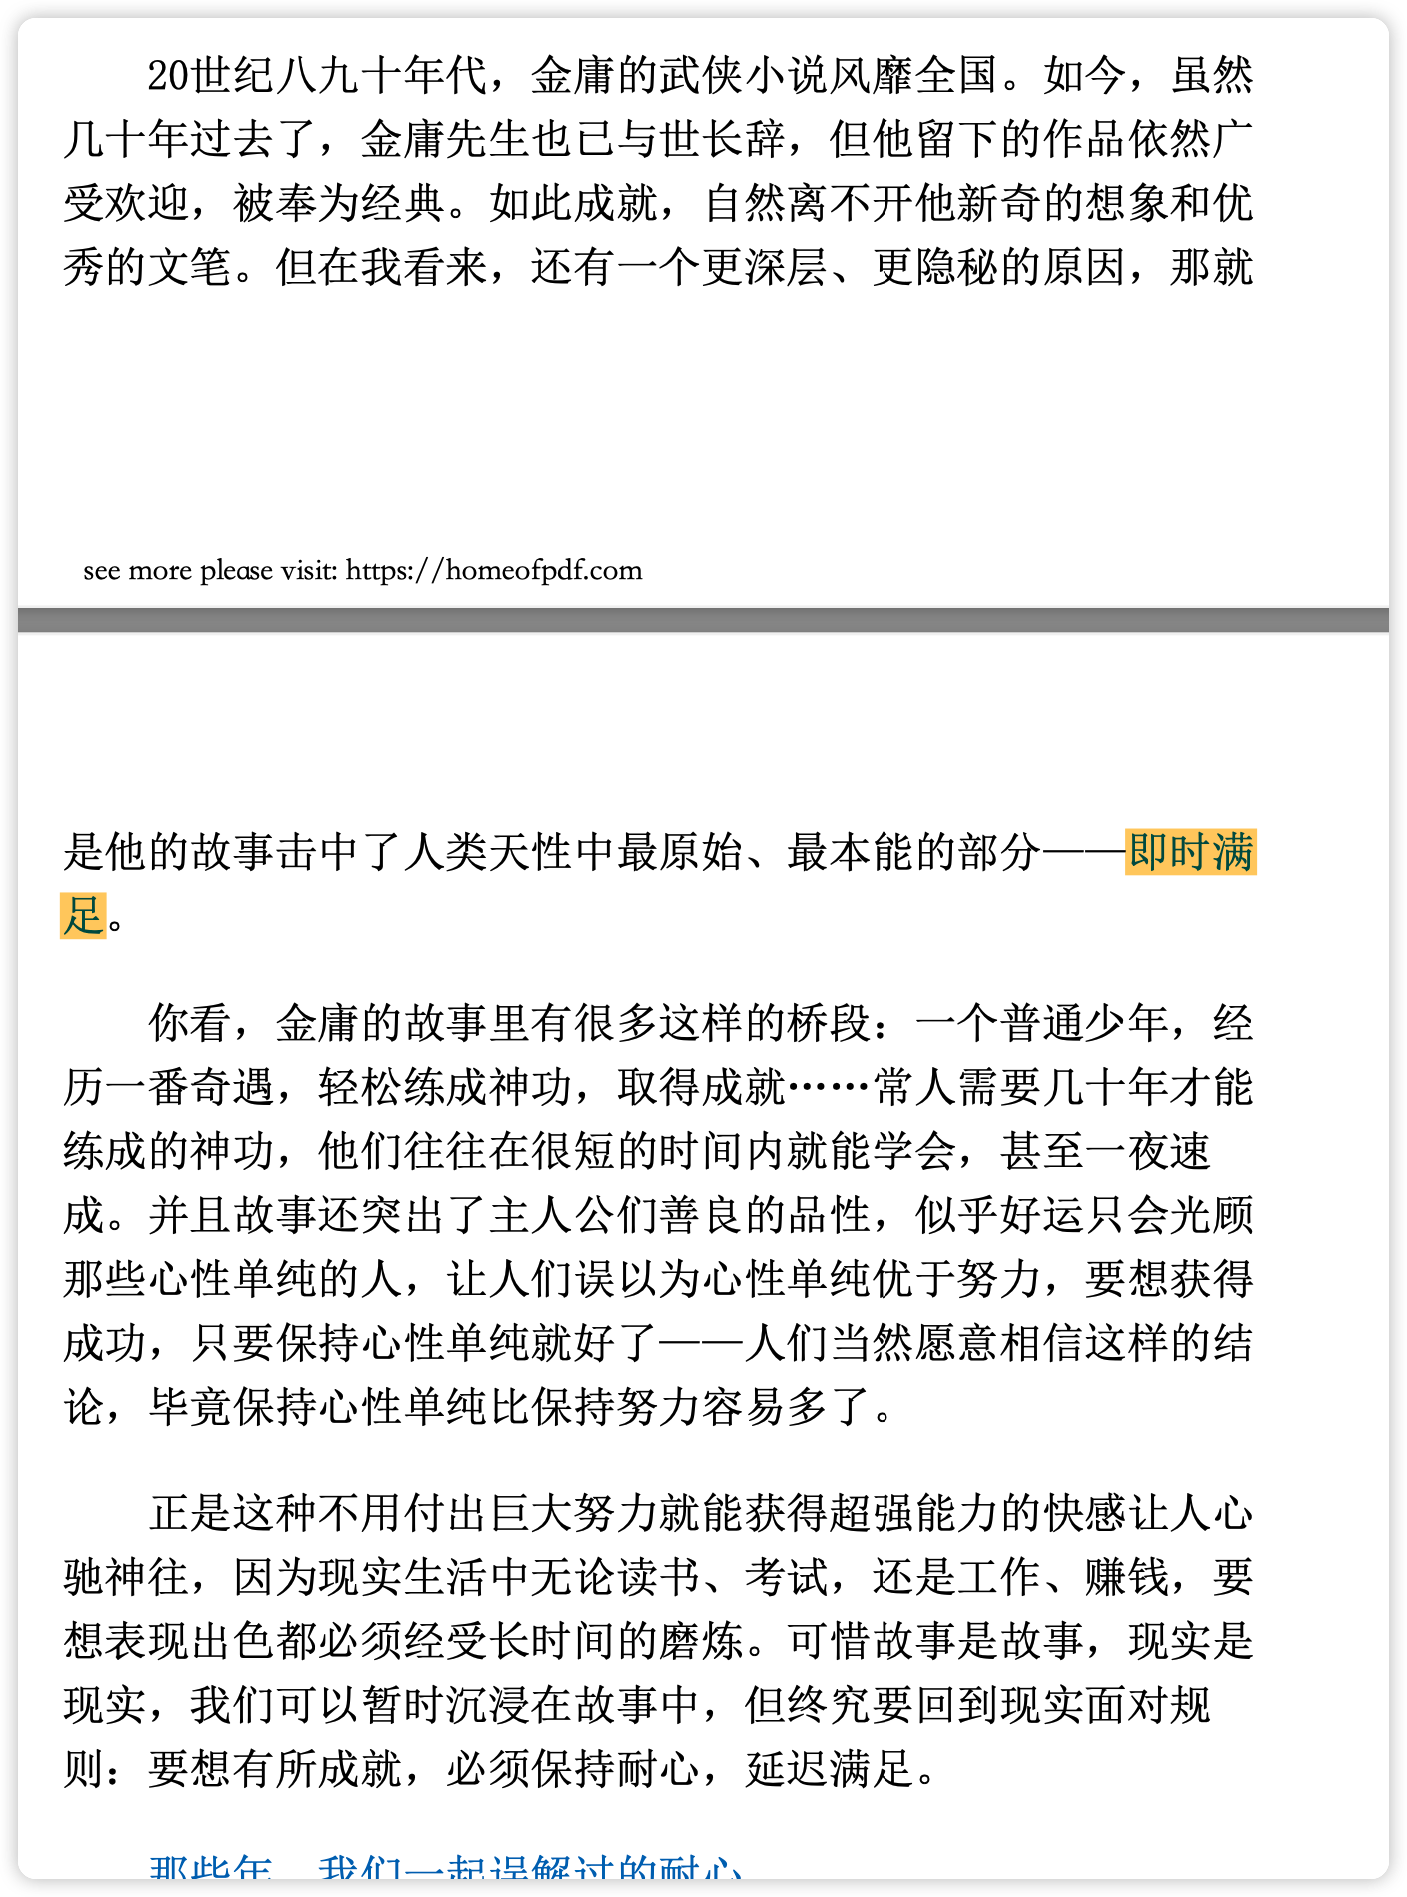 20世纪八九十年代，金庸的武侠小说风靡全国。如今，虽然
几十年过去了，金庸先生也已与世长辞，但他留下的作品依然广
受欢迎，被奉为经典。如此成就，自然离不开他新奇的想象和优
秀的文笔。但在我看来，还有一个更深层、更隐秘的原因，那就
see more please visit: https://homeofpdf.com
是他的故事击中了人类天性中最原始、最本能的部分——即时满
足。
你看，金庸的故事里有很多这样的桥段：一个普通少年，经
历一番奇遇，轻松练成神功，取得成就……常人需要几十年才能
练成的神功，他们往往在很短的时间内就能学会，甚至一夜速
成。并且故事还突出了主人公们善良的品性，似乎好运只会光顾
那些心性单纯的人，让人们误以为心性单纯优于努力，要想获得
成功，只要保持心性单纯就好了——人们当然愿意相信这样的结
论，毕竟保持心性单纯比保持努力容易多了。
正是这种不用付出巨大努力就能获得超强能力的快感让人心
驰神往，因为现实生活中无论读书、考试，还是工作、赚钱，要
想表现出色都必须经受长时间的磨炼。可惜故事是故事，现实是
现实，我们可以暂时沉浸在故事中，但终究要回到现实面对规
则：要想有所成就，必须保持耐心，延迟满足。
那些年，我们一起误解过的耐心